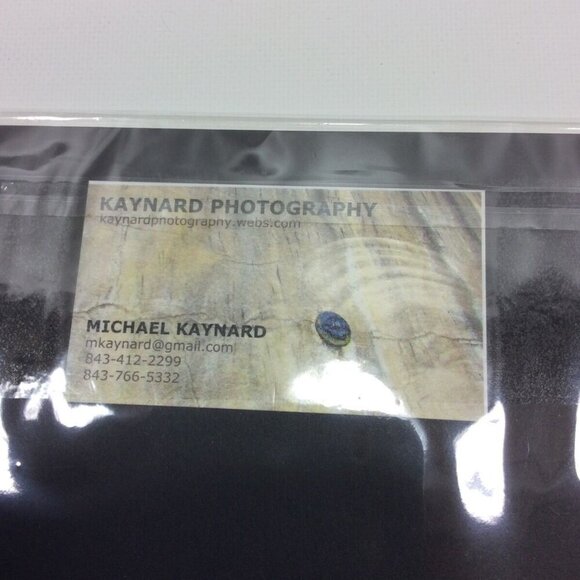 KAYNARD PHOTOGRAPHY
kaynardphotography.webs.com
MICHAEL KAYNARD
mkaynard@gmail.com
843-412-2299
843-766-5332